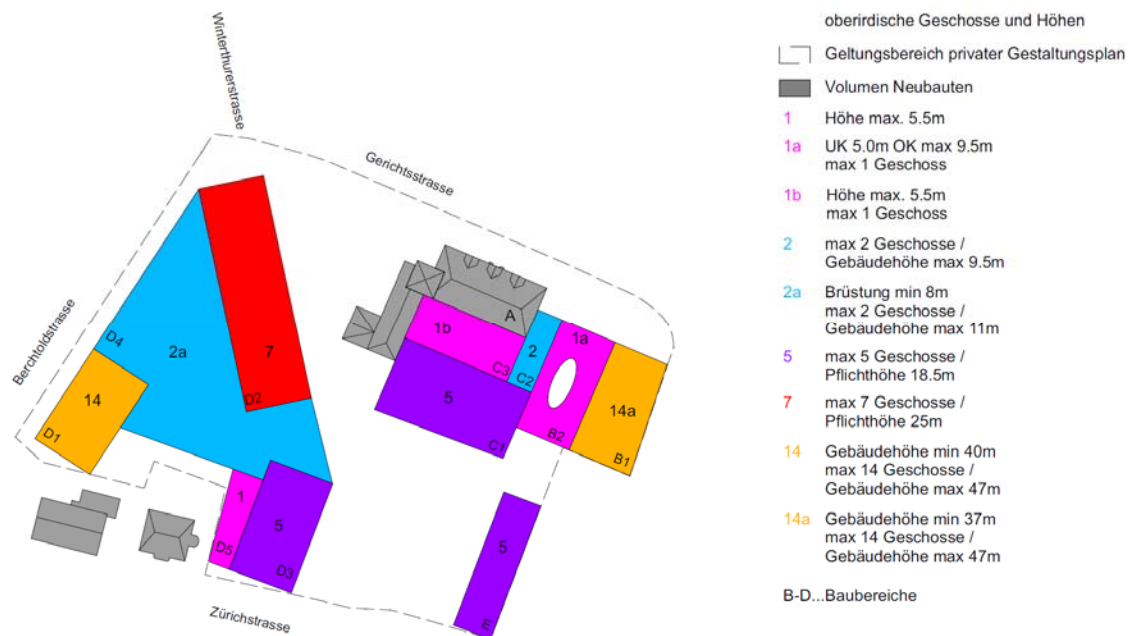 oberirdische Geschosse und Höhen
Geltungsbereich privater Gestaltungsplan
Volumen Neubauten
1 Höhe max. 5.5m
1a UK 5.0m OK max 9.5m
max 1 Geschoss
1b Höhe max. 5.5m
max 1 Geschoss
2 max 2 Geschosse /
Gebäudehöhe max 9.5m
2a Brüstung min 8m
max 2 Geschosse /
Gebäudehöhe max 11m
5 max 5 Geschosse /
Pflichthöhe 18.5m
7 max 7 Geschosse /
Pflichthöhe 25m
14 Gebäudehöhe min 40m
max 14 Geschosse /
Gebäudehöhe max 47m
14a Gebäudehöhe min 37m
max 14 Geschosse /
Gebäudehöhe max 47m
B-D...Baubereiche
Winterthurerstrasse
Gerichtsstrasse
Berchtoldstrasse
Zürichstrasse
D4
2a
7
D2
14
D1
1
D5
5
D3
A
1b
C3
2
C2
1a
B2
14a
B1
5
C1
5
E